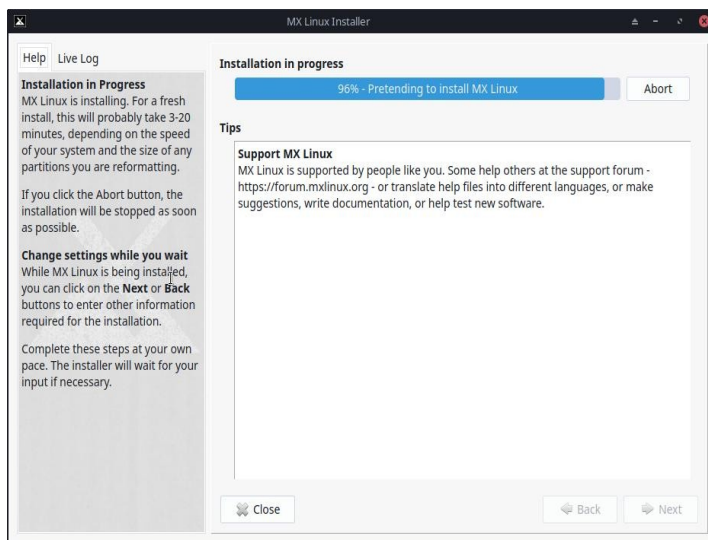 MX Linux Installer
Help
Live Log
Installation in Progress
MX Linux is installing. For a fresh
install, this will probably take 3-20
minutes, depending on the speed
of your system and the size of any
partitions you are reformatting.
If you click the Abort button, the
installation will be stopped as soon
as possible.
Change settings while you wait
While MX Linux is being installed,
you can click on the Next or Back
buttons to enter other information
required for the installation.
Complete these steps at your own
pace. The installer will wait for your
input if necessary.
Installation in progress
96% - Pretending to install MX Linux
Abort
Tips
Support MX Linux
MX Linux is supported by people like you. Some help others at the support forum -
https://forum.mxlinux.org - or translate help files into different languages, or make
suggestions, write documentation, or help test new software.
Close
Back
Next